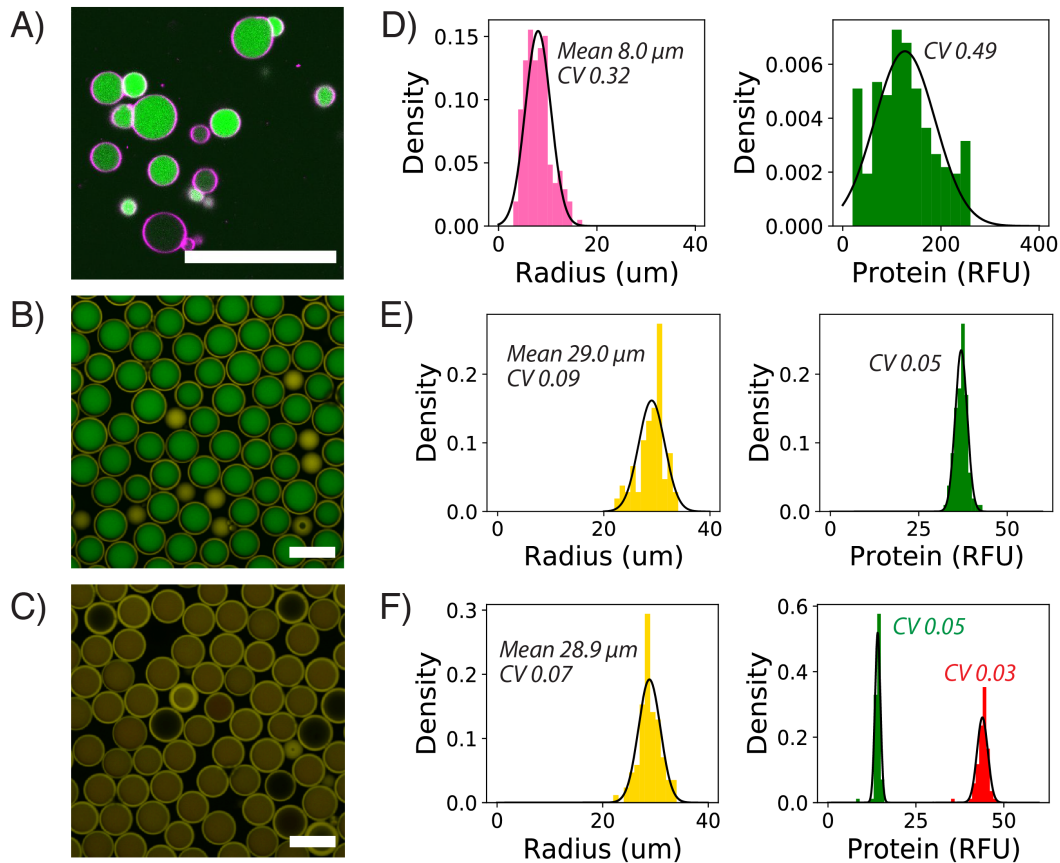 A)
D)
Density
0.15
0.10
0.05
0.00
Mean 8.0 µm
CV 0.32
0
20
40
Radius (um)
Density
0.006
0.004
0.002
0.000
CV 0.49
0
200
400
Protein (RFU)
B)
E)
Density
0.2
0.1
0.0
Mean 29.0 µm
CV 0.09
0
20
40
Radius (um)
Density
0.2
0.1
0.0
CV 0.05
0
25
50
Protein (RFU)
C)
F)
Density
0.3
0.2
0.1
0.0
Mean 28.9 µm
CV 0.07
0
20
40
Radius (um)
Density
0.6
0.4
0.2
0.0
CV 0.05
CV 0.03
0
25
50
Protein (RFU)